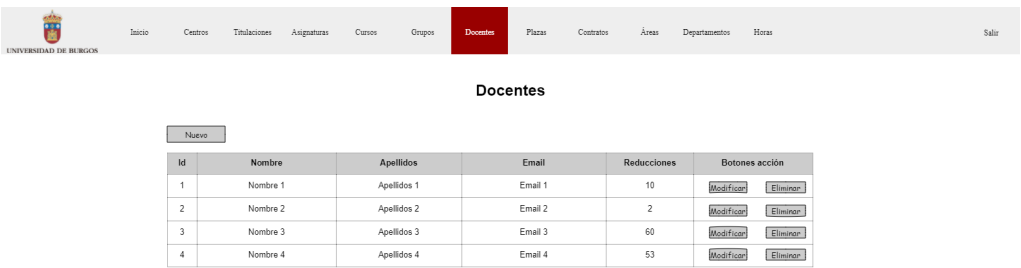 UNIVERSIDAD DE BURGOS
Inicio Centros Titulaciones Asignaturas Cursos Grupos Docentes Plazas Contratos Áreas Departamentos Horas Salir
Docentes
Nuevo
Id Nombre Apellidos Email Reducciones Botones acción
1 Nombre 1 Apellidos 1 Email 1 10 Modificar Eliminar
2 Nombre 2 Apellidos 2 Email 2 2 Modificar Eliminar
3 Nombre 3 Apellidos 3 Email 3 60 Modificar Eliminar
4 Nombre 4 Apellidos 4 Email 4 53 Modificar Eliminar